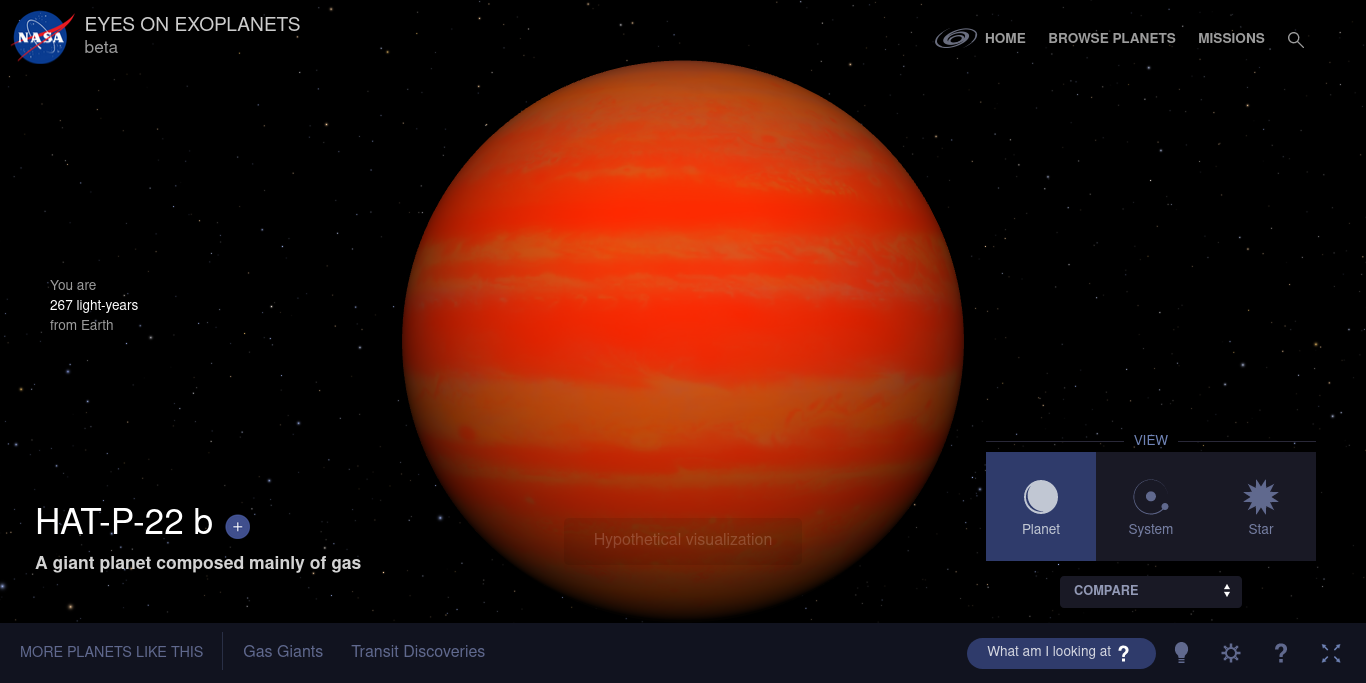 NASA
EYES ON EXOPLANETS
beta
HOME
BROWSE PLANETS
MISSIONS
You are
267 light-years
from Earth
VIEW
Planet
System
Star
HAT-P-22 b +
A giant planet composed mainly of gas
Hypothetical visualization
COMPARE
MORE PLANETS LIKE THIS
Gas Giants
Transit Discoveries
What am I looking at ?
?